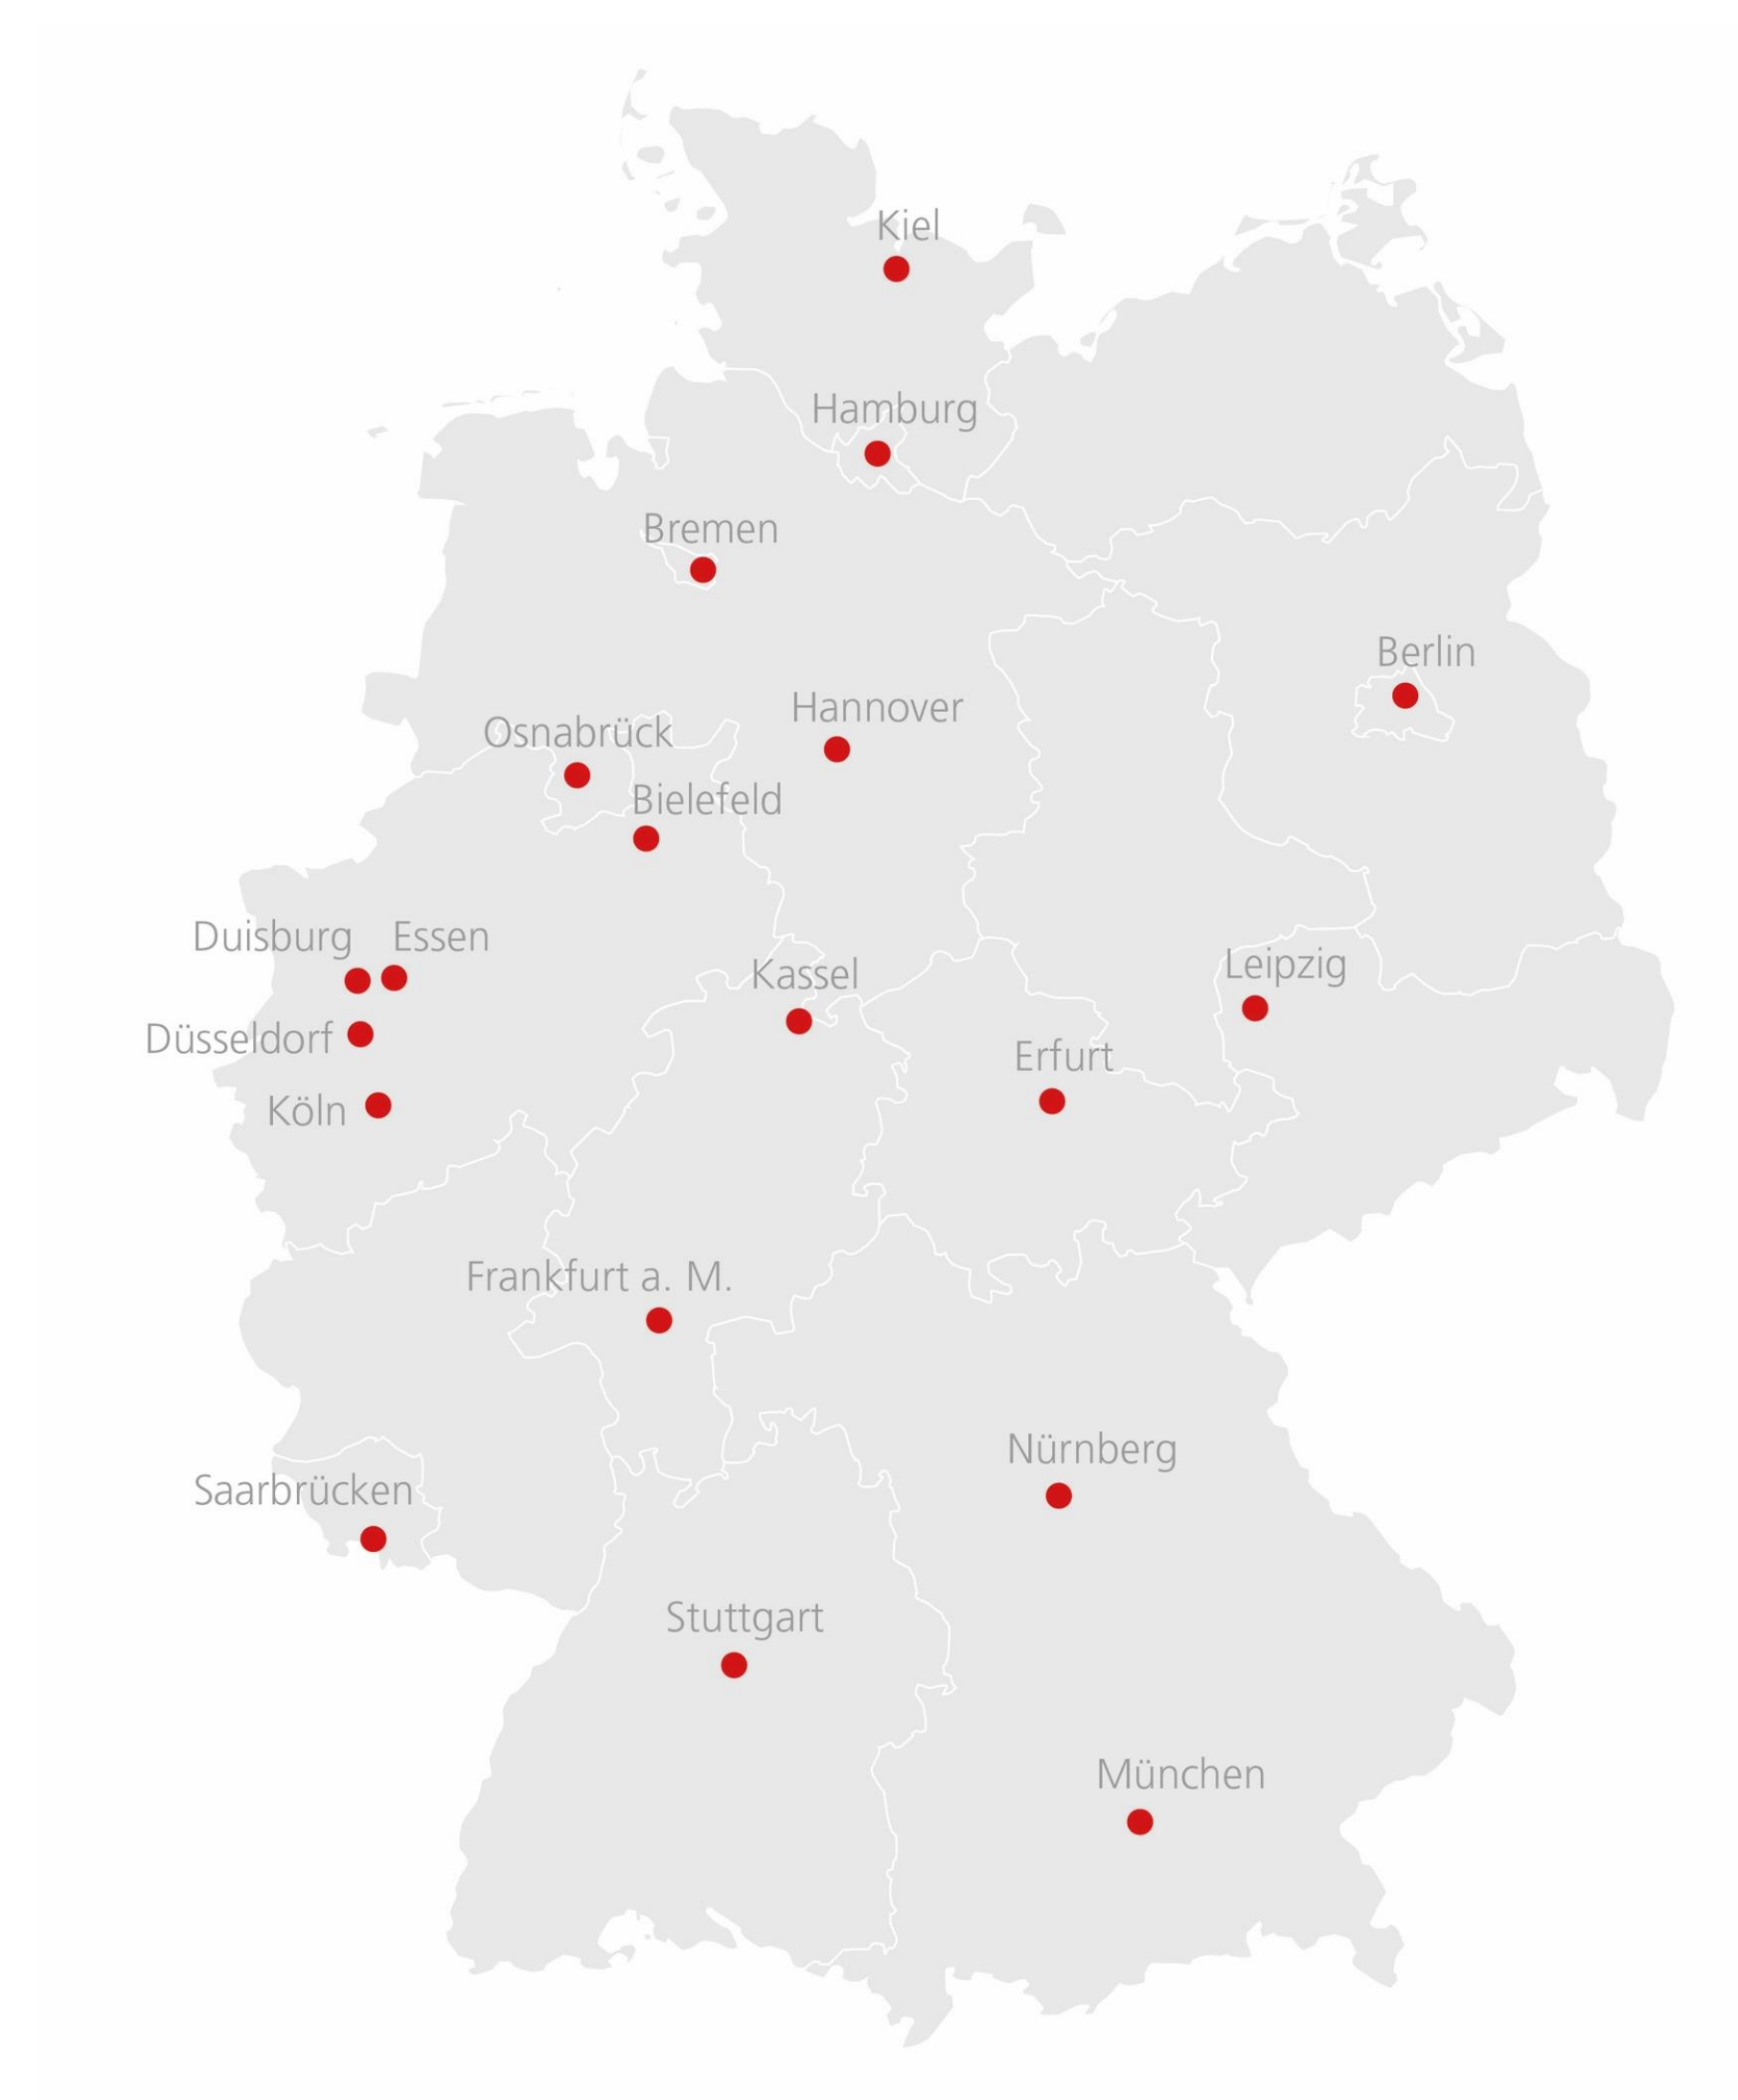 Kiel
Hamburg
Bremen
Berlin
Hannover
Osnabrück
Bielefeld
Duisburg
Essen
Leipzig
Kassel
Düsseldorf
Erfurt
Köln
Frankfurt a. M.
Nürnberg
Saarbrücken
Stuttgart
München